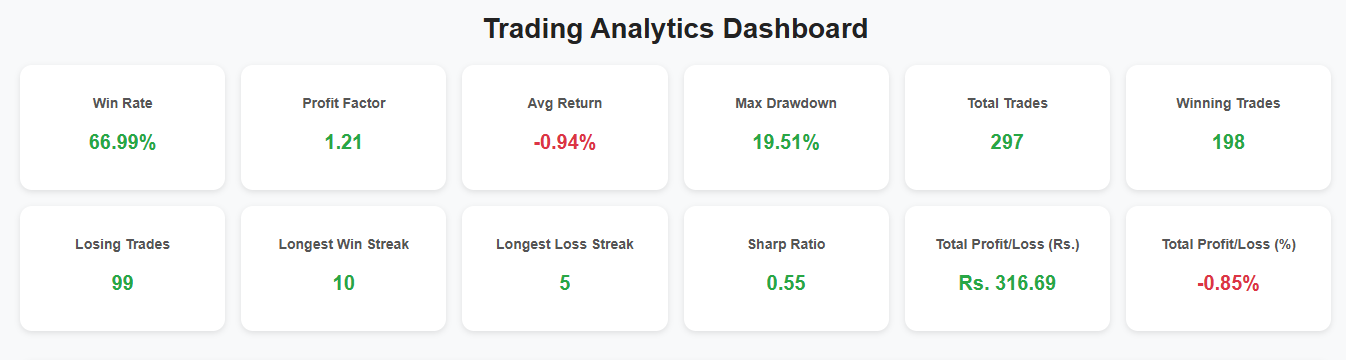 Trading Analytics Dashboard
Win Rate
66.99%
Profit Factor
1.21
Avg Return
-0.94%
Max Drawdown
19.51%
Total Trades
297
Winning Trades
198
Losing Trades
99
Longest Win Streak
10
Longest Loss Streak
5
Sharp Ratio
0.55
Total Profit/Loss (Rs.)
Rs. 316.69
Total Profit/Loss (%)
-0.85%